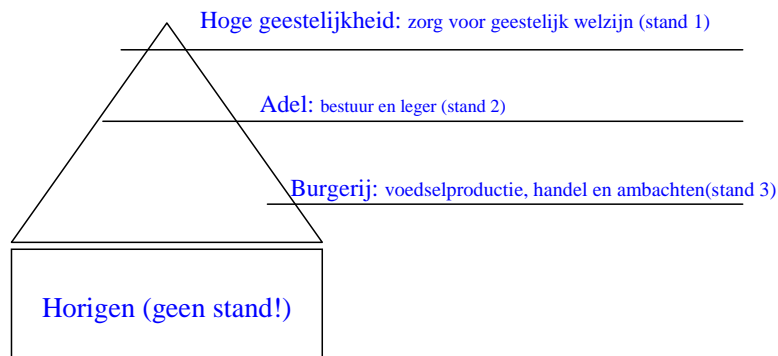 Hoge geestelijkheid: zorg voor geestelijk welzijn (stand 1)
Adel: bestuur en leger (stand 2)
Burgerij: voedselproductie, handel en ambachten(stand 3)
Horigen (geen stand!)